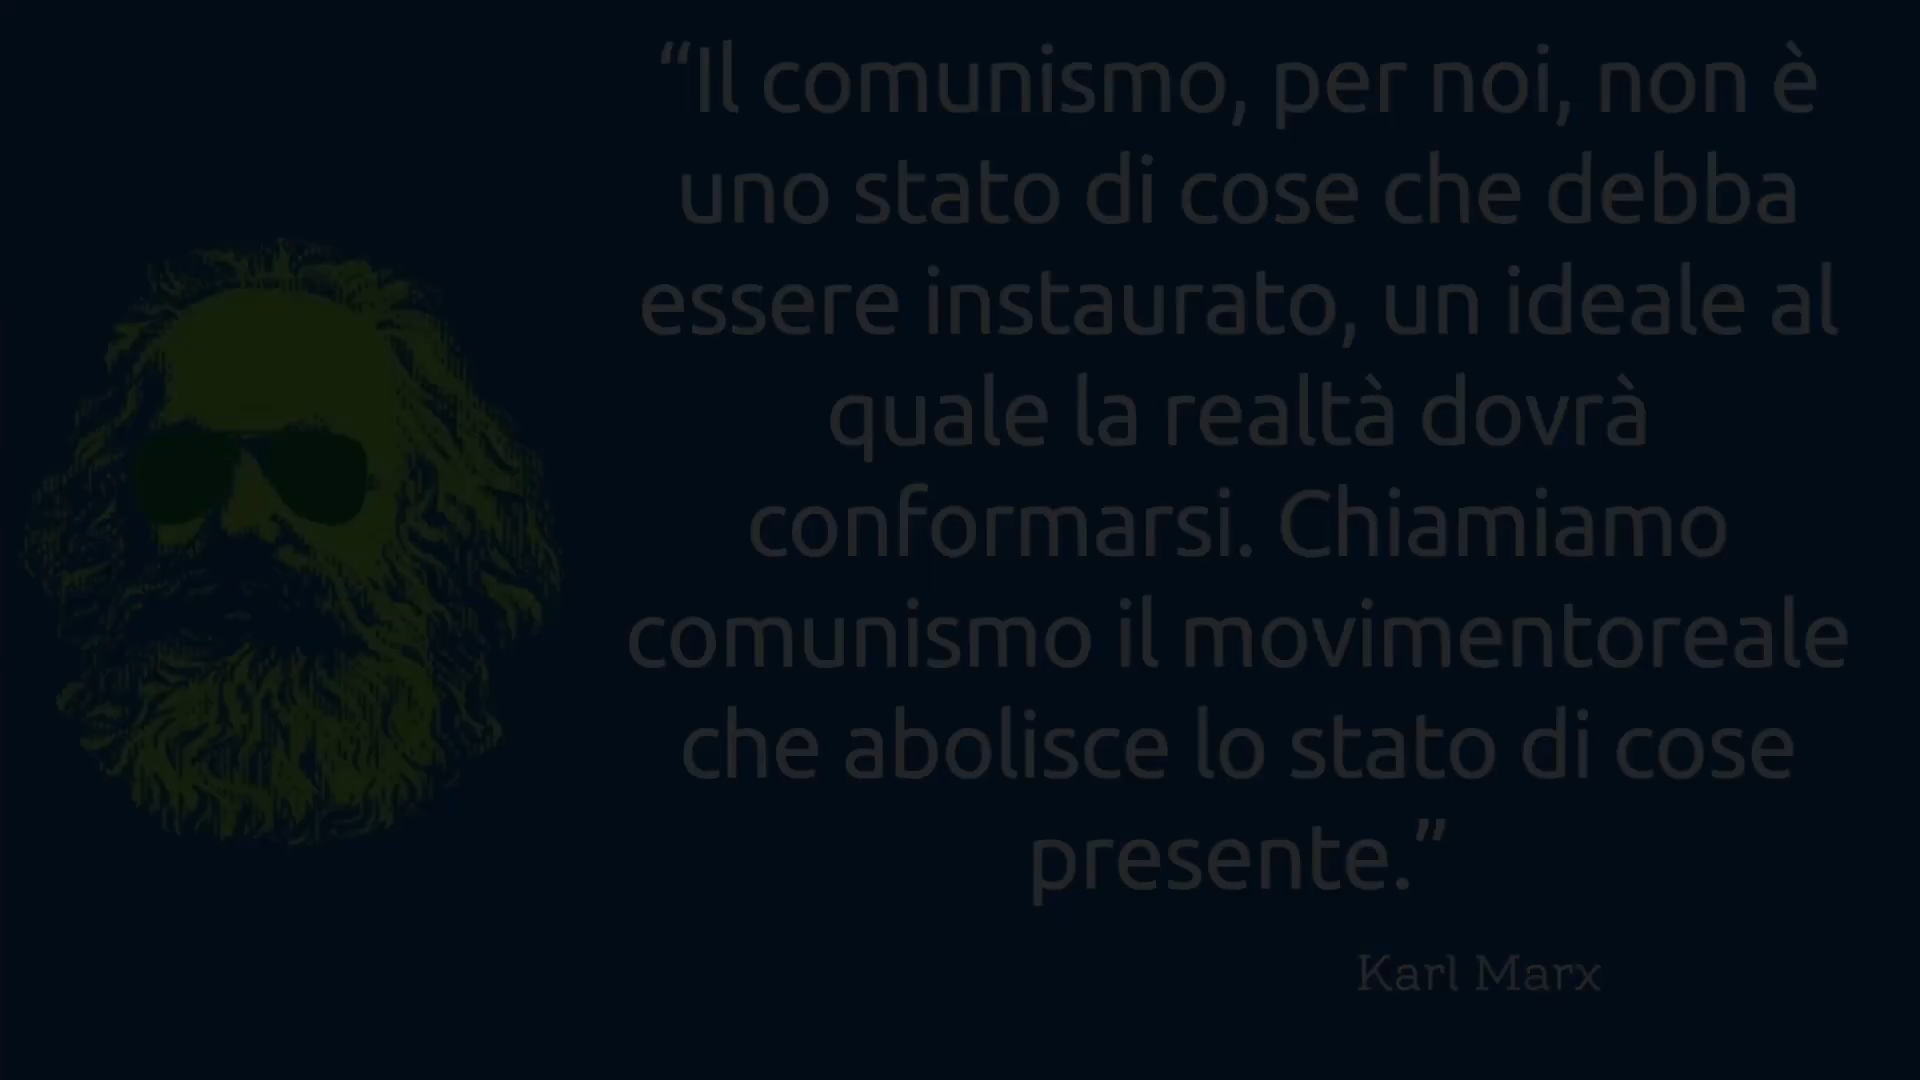 “Il comunismo, per noi, non è
uno stato di cose che debba
essere instaurato, un ideale al
quale la realtà dovrà
conformarsi. Chiamiamo
comunismo il movimentoreale
che abolisce lo stato di cose
presente.”
Karl Marx